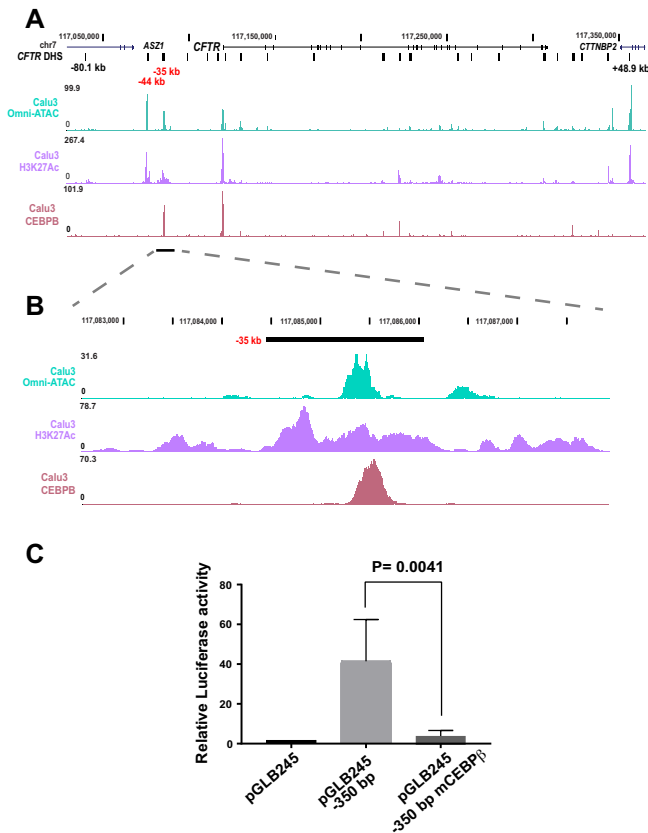 A
117,050,000 117,150,000 117,250,000 117,350,000
chr7 ASZ1 CFTR CTTNBP2
CFTR DHS
-80.1 kb -35 kb +48.9 kb
-44 kb
99.9
Calu3
Omni-ATAC
0
267.4
Calu3
H3K27Ac
0
101.9
Calu3
CEBPB
0
B
117,083,000 117,084,000 117,085,000 117,086,000 117,087,000
-35 kb
31.6
Calu3
Omni-ATAC
0
78.7
Calu3
H3K27Ac
0
70.3
Calu3
CEBPB
0
C
P= 0.0041
Relative Luciferase activity
80
60
40
20
0
pGLB245
pGLB245
-350 bp
pGLB245
-350 bp mCEBPβ